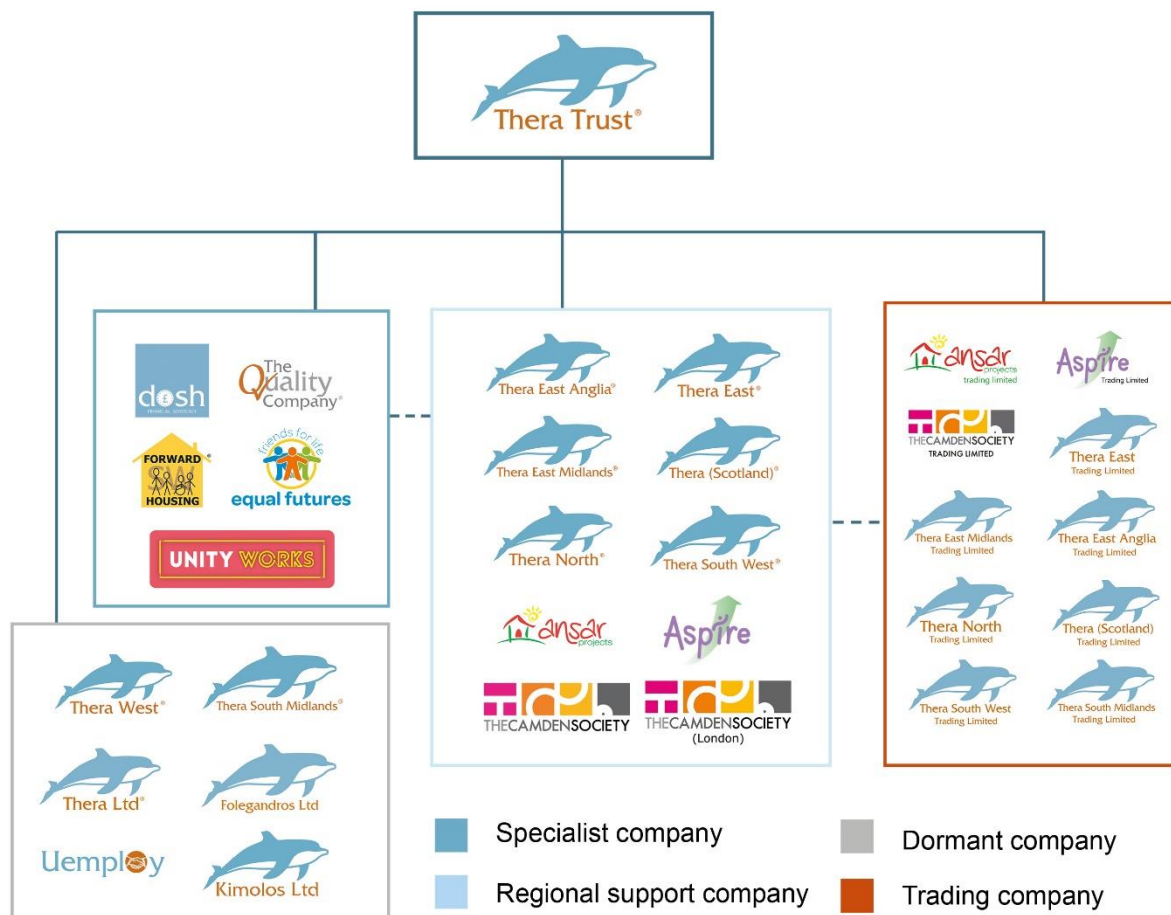 Thera Trust®
dosh
FINANCIAL ADVOCACY
The
Quality
Company®
FORWARD
SW
HOUSING
friends for life
equal futures
UNITY WORKS
Thera East Anglia®
Thera East®
Thera East Midlands®
Thera (Scotland)®
Thera North®
Thera South West®
ansar
projects
Aspire
THECAMDENSOCIETY
THECAMDENSOCIETY
(London)
ansar
projects
trading limited
Aspire
Trading Limited
THECAMDENSOCIETY
TRADING LIMITED
Thera East
Trading Limited
Thera East Midlands
Trading Limited
Thera East Anglia
Trading Limited
Thera North
Trading Limited
Thera (Scotland)
Trading Limited
Thera South West
Trading Limited
Thera South Midlands
Trading Limited
Thera West®
Thera South Midlands®
Thera Ltd®
Folegandros Ltd
Uemploy
Kimolos Ltd
Specialist company
Dormant company
Regional support company
Trading company